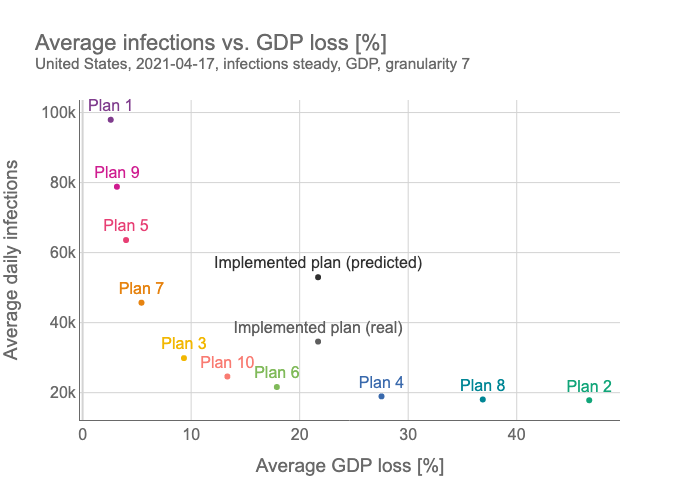 Average infections vs. GDP loss [%]
United States, 2021-04-17, infections steady, GDP, granularity 7
Average daily infections
100k
80k
60k
40k
20k
Plan 1
Plan 9
Plan 5
Implemented plan (predicted)
Plan 7
Implemented plan (real)
Plan 3
Plan 10
Plan 6
Plan 4
Plan 8
Plan 2
0
10
20
30
40
Average GDP loss [%]